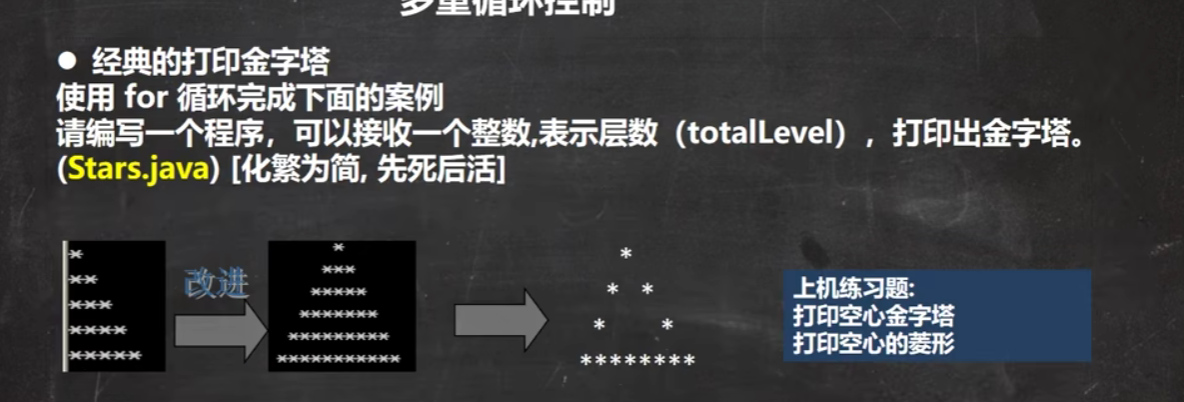 多重循环控制
● 经典的打印金字塔
使用 for 循环完成下面的案例
请编写一个程序，可以接收一个整数,表示层数（totalLevel），打印出金字塔。
(Stars.java) [化繁为简, 先死后活]
*
**
***
****
*****
改进
*
***
*****
*******
*********
***********
*
* *
*   *
********
上机练习题:
打印空心金字塔
打印空心的菱形